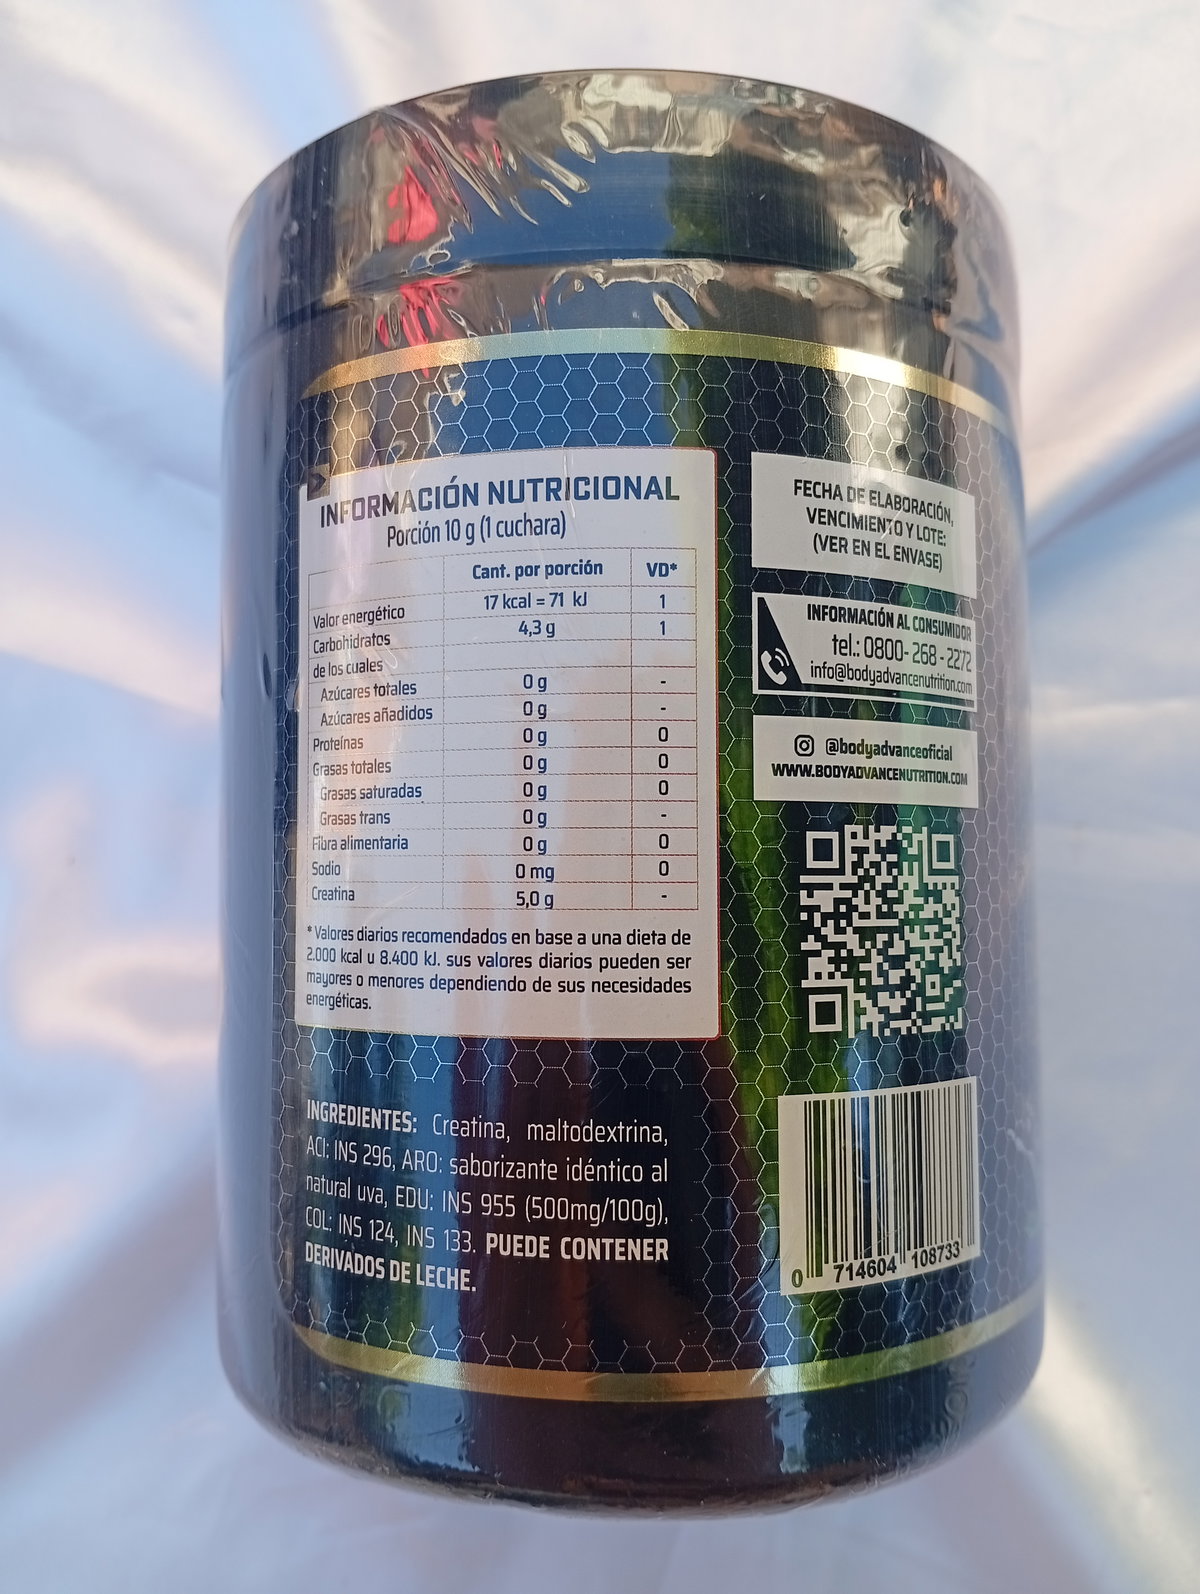 INFORMACIÓN NUTRICIONAL
Porción 10 g (1 cuchara)
Cant. por porción VD*
Valor energético 17 kcal = 71 kJ 1
Carbohidratos 4,3 g 1
de los cuales
Azúcares totales 0 g -
Azúcares añadidos 0 g -
Proteínas 0 g 0
Grasas totales 0 g 0
Grasas saturadas 0 g 0
Grasas trans 0 g -
Fibra alimentaria 0 g 0
Sodio 0 mg 0
Creatina 5,0 g -
* Valores diarios recomendados en base a una dieta de
2.000 kcal u 8.400 kJ. sus valores diarios pueden ser
mayores o menores dependiendo de sus necesidades
energéticas.
INGREDIENTES: Creatina, maltodextrina,
ACI: INS 296, ARO: saborizante idéntico al
natural uva, EDU: INS 955 (500mg/100g),
COL: INS 124, INS 133. PUEDE CONTENER
DERIVADOS DE LECHE.
FECHA DE ELABORACIÓN,
VENCIMIENTO Y LOTE:
(VER EN EL ENVASE)
INFORMACIÓN AL CONSUMIDOR
tel.: 0800- 268 - 2272
info@bodyadvancenutrition.com
@bodyadvanceoficial
WWW.BODYADVANCENUTRITION.COM
0 714604 108733